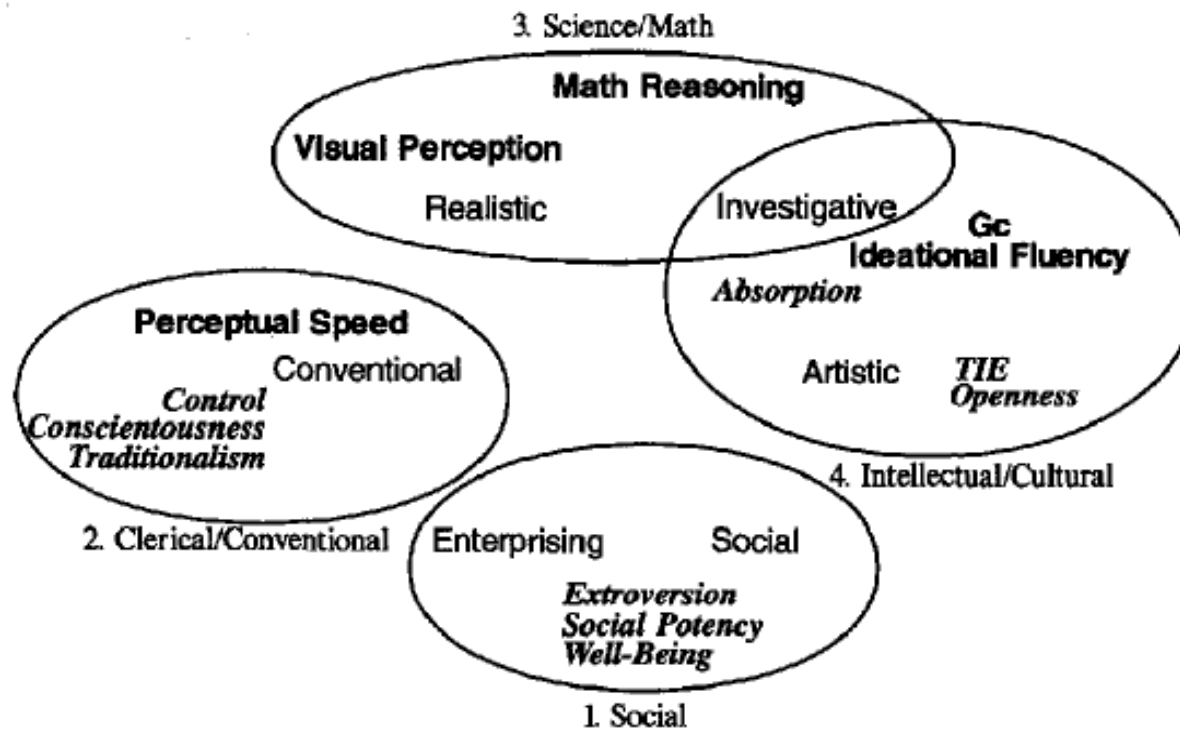 3. Science/Math
Math Reasoning
Visual Perception
Realistic
Investigative
Gc
Ideational Fluency
Absorption
Artistic
TIE
Openness
4. Intellectual/Cultural
Perceptual Speed
Conventional
Control
Conscientousness
Traditionalism
2. Clerical/Conventional
Enterprising
Social
Extroversion
Social Potency
Well-Being
1. Social